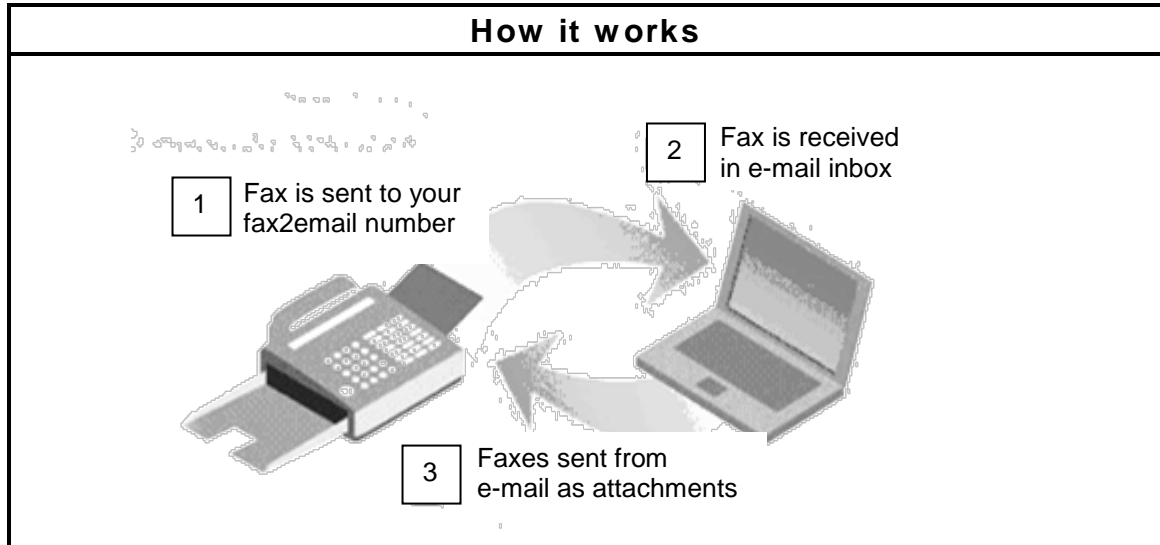 How it works
1
Fax is sent to your
fax2email number
2
Fax is received
in e-mail inbox
3
Faxes sent from
e-mail as attachments